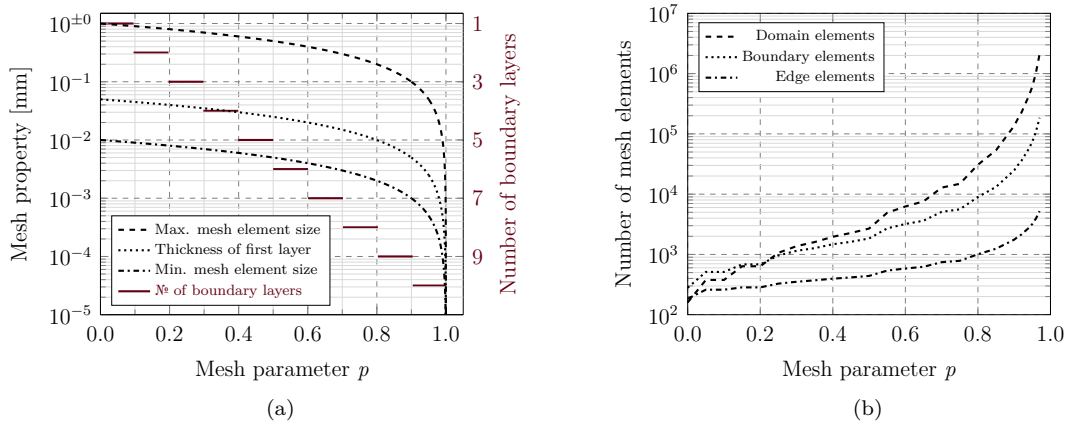 Mesh property [mm]
10^{±0}
10^{−1}
10^{−2}
10^{−3}
10^{−4}
10^{−5}
Max. mesh element size
Thickness of first layer
Min. mesh element size
№ of boundary layers
0.0 0.2 0.4 0.6 0.8 1.0
Mesh parameter p
1
3
5
7
9
Number of boundary layers
(a)
Number of mesh elements
10^7
10^6
10^5
10^4
10^3
10^2
Domain elements
Boundary elements
Edge elements
0.0 0.2 0.4 0.6 0.8 1.0
Mesh parameter p
(b)